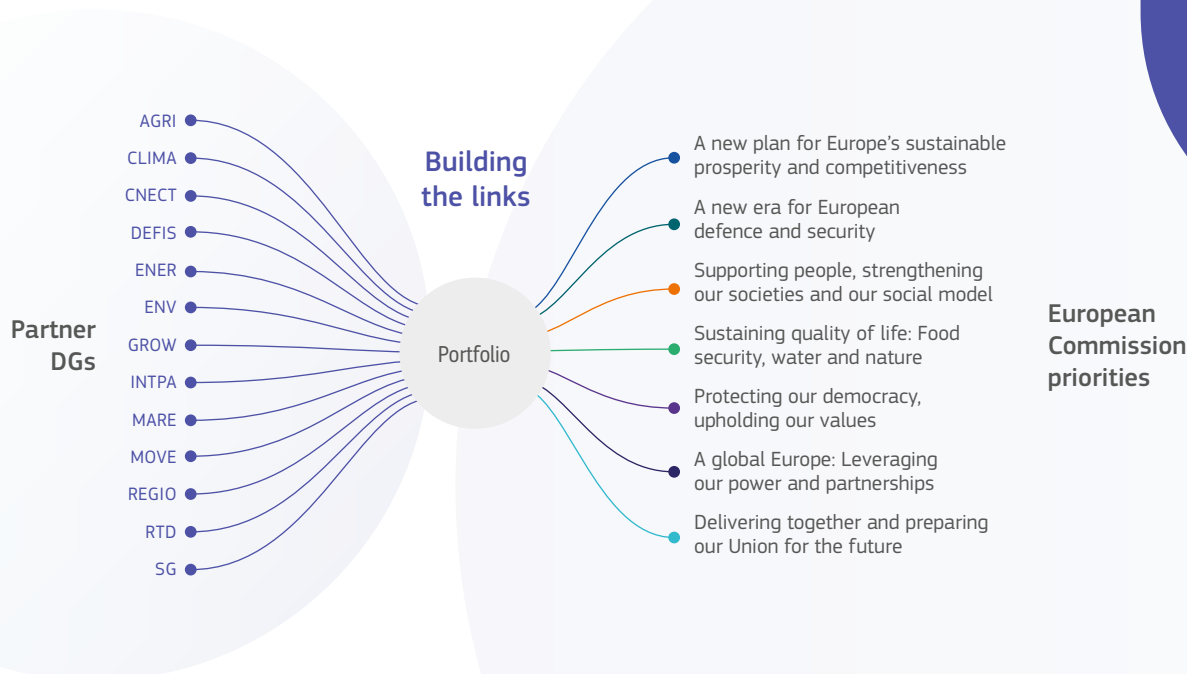 Partner
DGs
AGRI
CLIMA
CNECT
DEFIS
ENER
ENV
GROW
INTPA
MARE
MOVE
REGIO
RTD
SG
Building
the links
Portfolio
A new plan for Europe’s sustainable
prosperity and competitiveness
A new era for European
defence and security
Supporting people, strengthening
our societies and our social model
Sustaining quality of life: Food
security, water and nature
Protecting our democracy,
upholding our values
A global Europe: Leveraging
our power and partnerships
Delivering together and preparing
our Union for the future
European
Commission
priorities